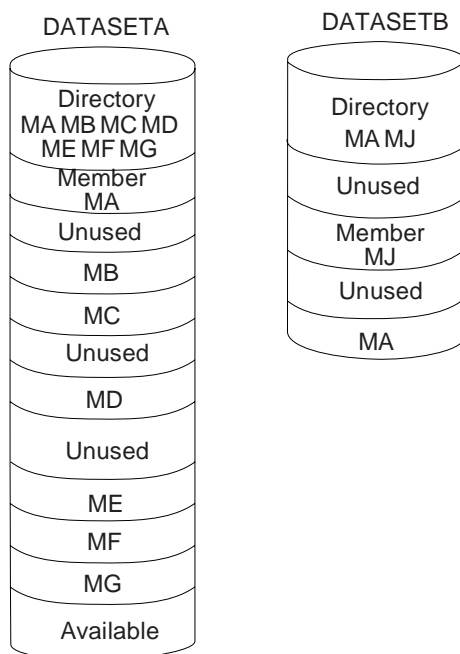 DATASETA
Directory
MA MB MC MD
ME MF MG
Member
MA
Unused
MB
MC
Unused
MD
Unused
ME
MF
MG
Available
DATASETB
Directory
MA MJ
Unused
Member
MJ
Unused
MA